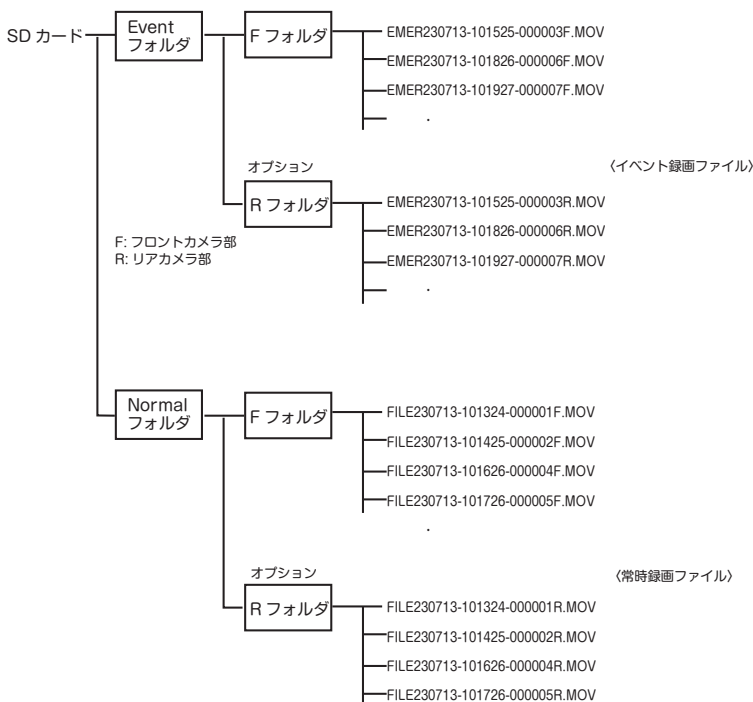 SD カード
Event
フォルダ
F フォルダ
EMER230713-101525-000003F.MOV
EMER230713-101826-000006F.MOV
EMER230713-101927-000007F.MOV
.
オプション
〈イベント録画ファイル〉
R フォルダ
EMER230713-101525-000003R.MOV
EMER230713-101826-000006R.MOV
EMER230713-101927-000007R.MOV
.
F: フロントカメラ部
R: リアカメラ部
Normal
フォルダ
F フォルダ
FILE230713-101324-000001F.MOV
FILE230713-101425-000002F.MOV
FILE230713-101626-000004F.MOV
FILE230713-101726-000005F.MOV
.
オプション
〈常時録画ファイル〉
R フォルダ
FILE230713-101324-000001R.MOV
FILE230713-101425-000002R.MOV
FILE230713-101626-000004R.MOV
FILE230713-101726-000005R.MOV